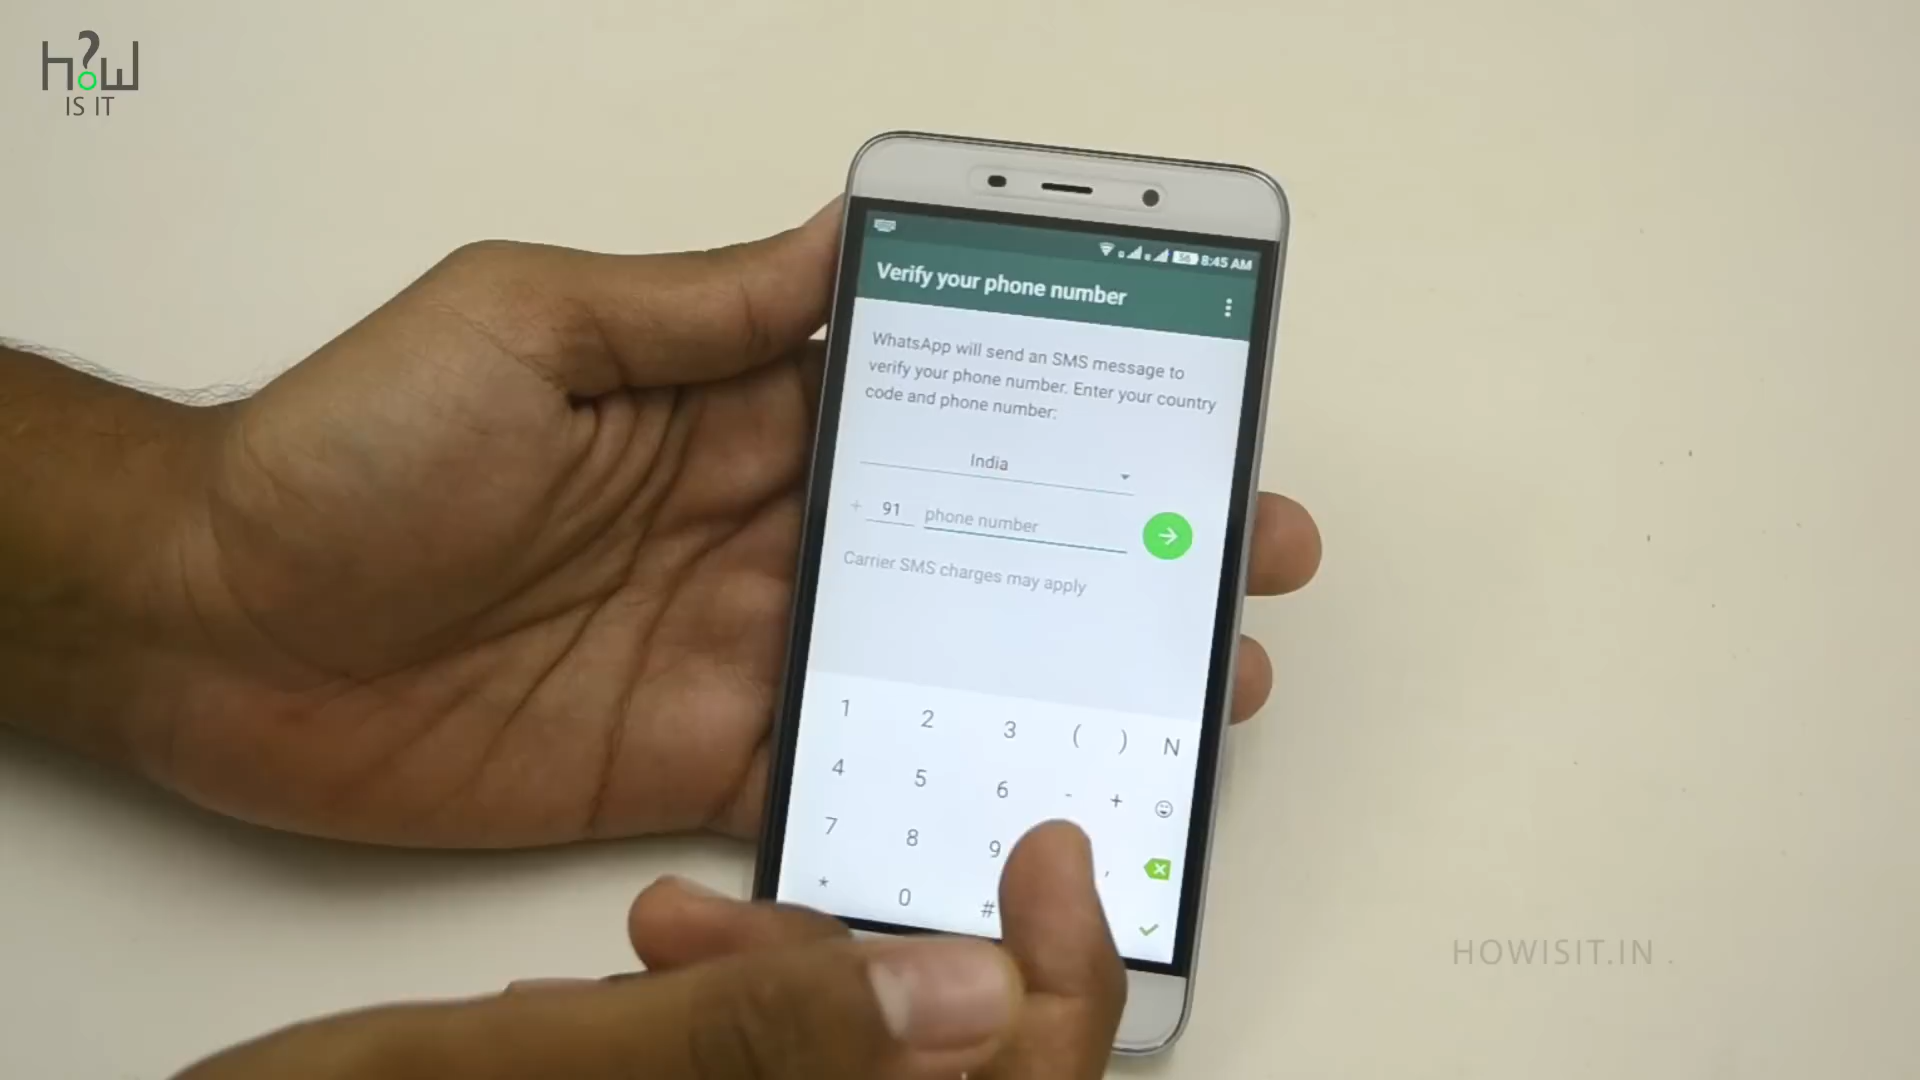 H?oW
IS IT
56 8:45 AM
Verify your phone number
WhatsApp will send an SMS message to
verify your phone number. Enter your country
code and phone number:
India
+ 91 phone number
Carrier SMS charges may apply
1 2 3 ( ) N
4 5 6 - +
7 8 9 ,
* 0 #
HOWISIT.IN .